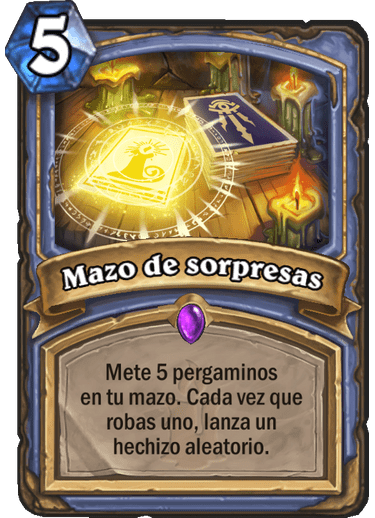 5
Mazo de sorpresas
Mete 5 pergaminos
en tu mazo. Cada vez que
robas uno, lanza un
hechizo aleatorio.